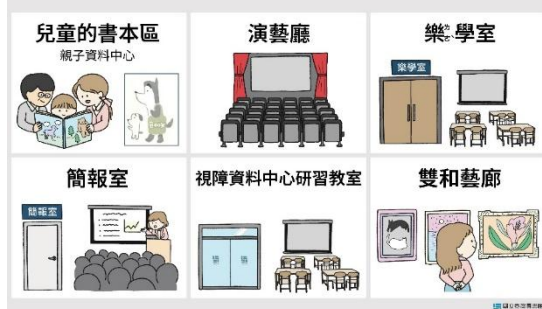 兒童的書本區
親子資料中心
演藝廳
樂學室
樂學室
簡報室
簡報室
視障資料中心研習教室
雙和藝廊